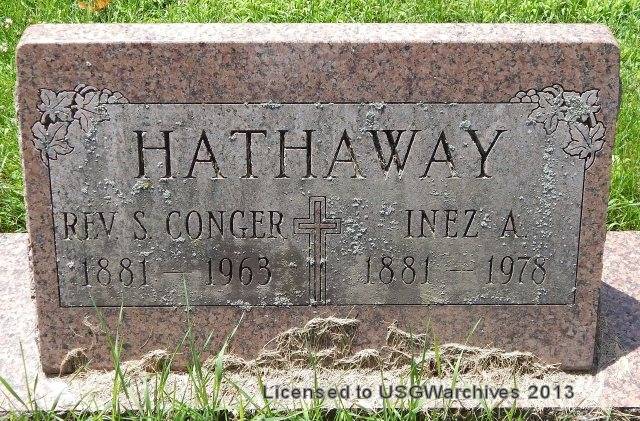 HATHAWAY
REV. S. CONGER INEZ A.
1881 — 1963 1881 — 1978
Licensed to USGWarchives 2013